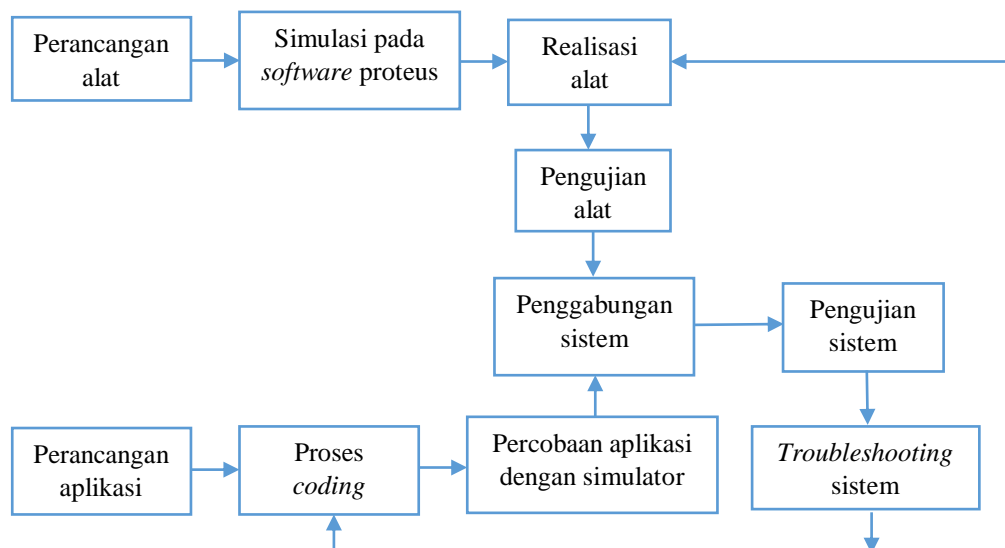 Perancangan
alat
Simulasi pada
software proteus
Realisasi
alat
Pengujian
alat
Penggabungan
sistem
Pengujian
sistem
Perancangan
aplikasi
Proses
coding
Percobaan aplikasi
dengan simulator
Troubleshooting
sistem